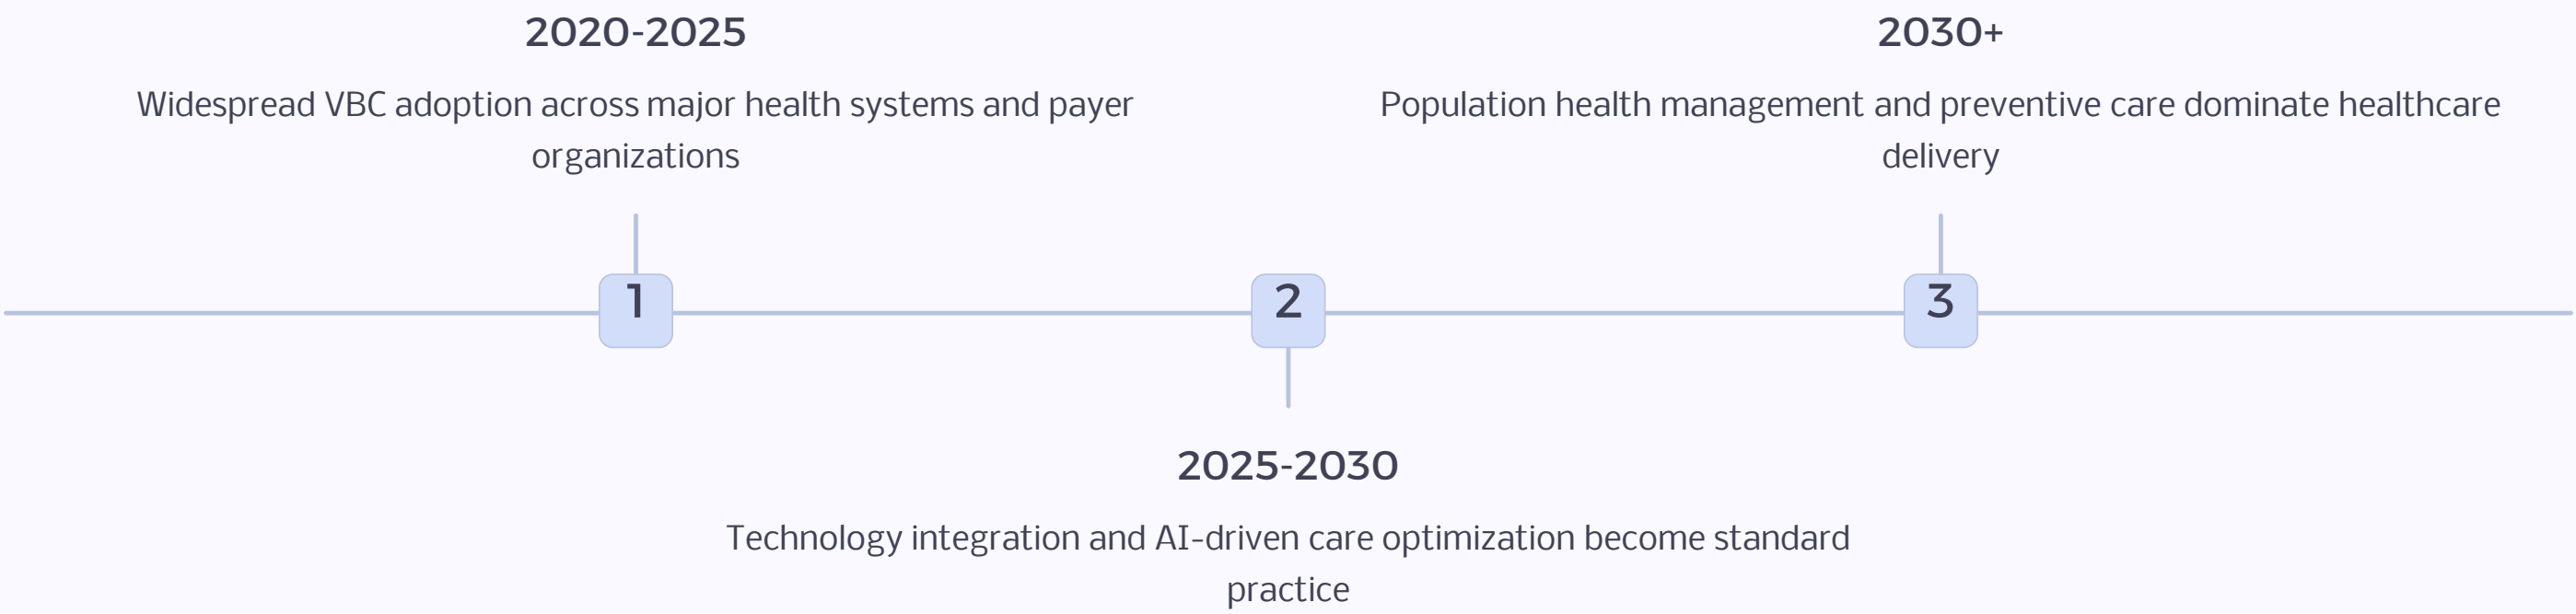 2020-2025
Widespread VBC adoption across major health systems and payer
organizations
2030+
Population health management and preventive care dominate healthcare
delivery
1
2
3
2025-2030
Technology integration and AI-driven care optimization become standard
practice